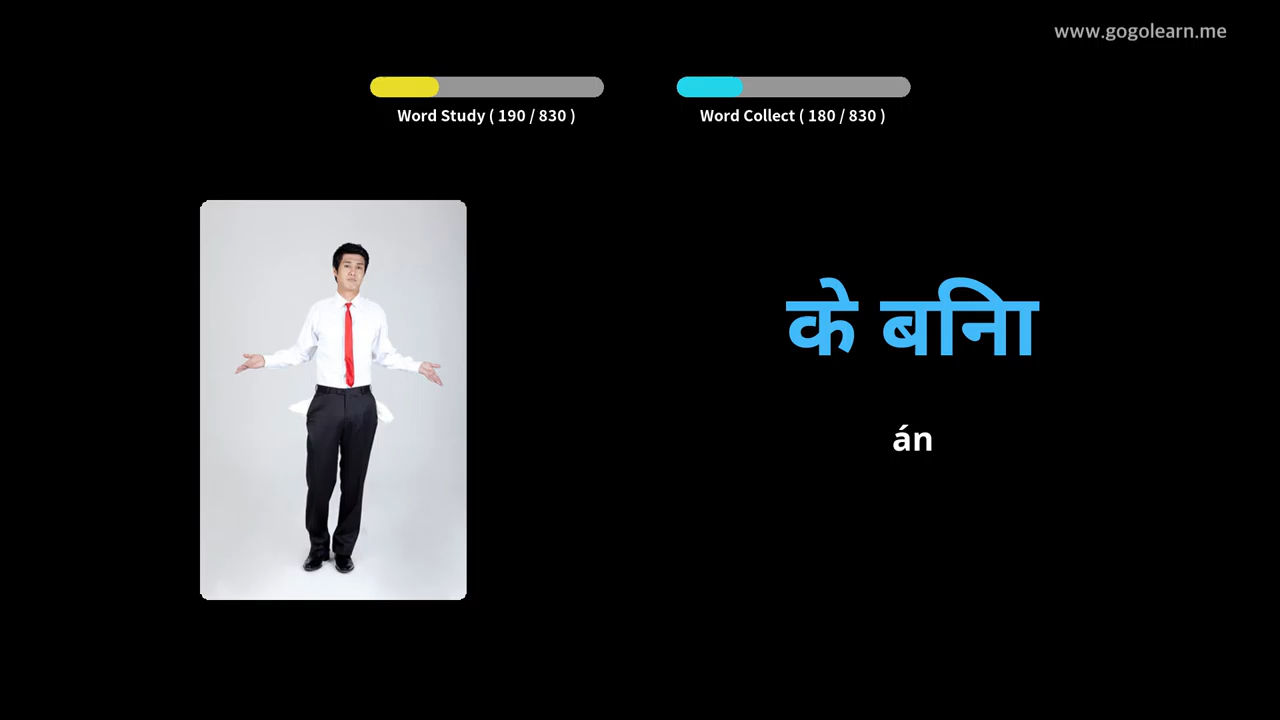 www.gogolearn.me
Word Study ( 190 / 830 )
Word Collect ( 180 / 830 )
के बनिा
án